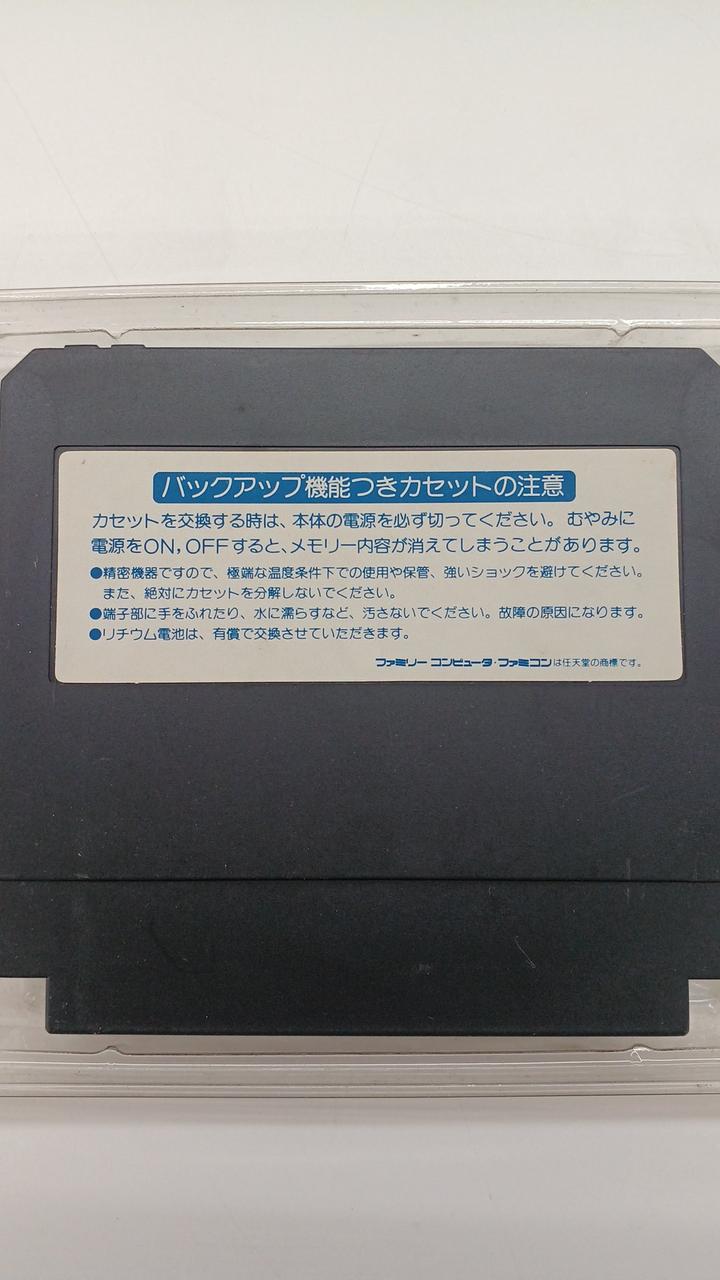 バックアップ機能つきカセットの注意
カセットを交換する時は、本体の電源を必ず切ってください。むやみに
電源をON,OFFすると、メモリー内容が消えてしまうことがあります。
●精密機器ですので、極端な温度条件下での使用や保管、強いショックを避けてください。
また、絶対にカセットを分解しないでください。
●端子部に手をふれたり、水に濡らすなど、汚さないでください。故障の原因になります。
●リチウム電池は、有償で交換させていただきます。
ファミリーコンピュータ・ファミコンは任天堂の商標です。